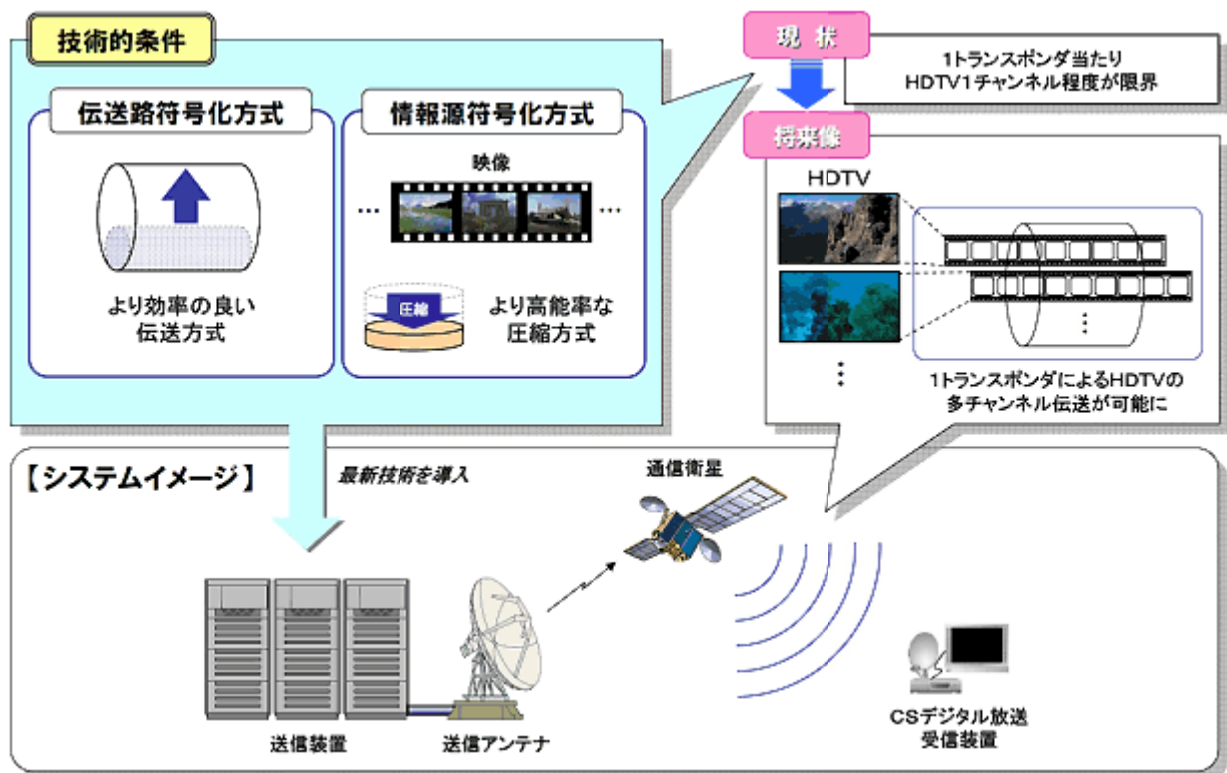 技術的条件
伝送路符号化方式
より効率の良い
伝送方式
情報源符号化方式
映像
…
…
圧縮
より高能率な
圧縮方式
現状
1トランスポンダ当たり
HDTV1チャンネル程度が限界
将来像
HDTV
1トランスポンダによるHDTVの
多チャンネル伝送が可能に
【システムイメージ】
最新技術を導入
通信衛星
送信装置
送信アンテナ
CSデジタル放送
受信装置